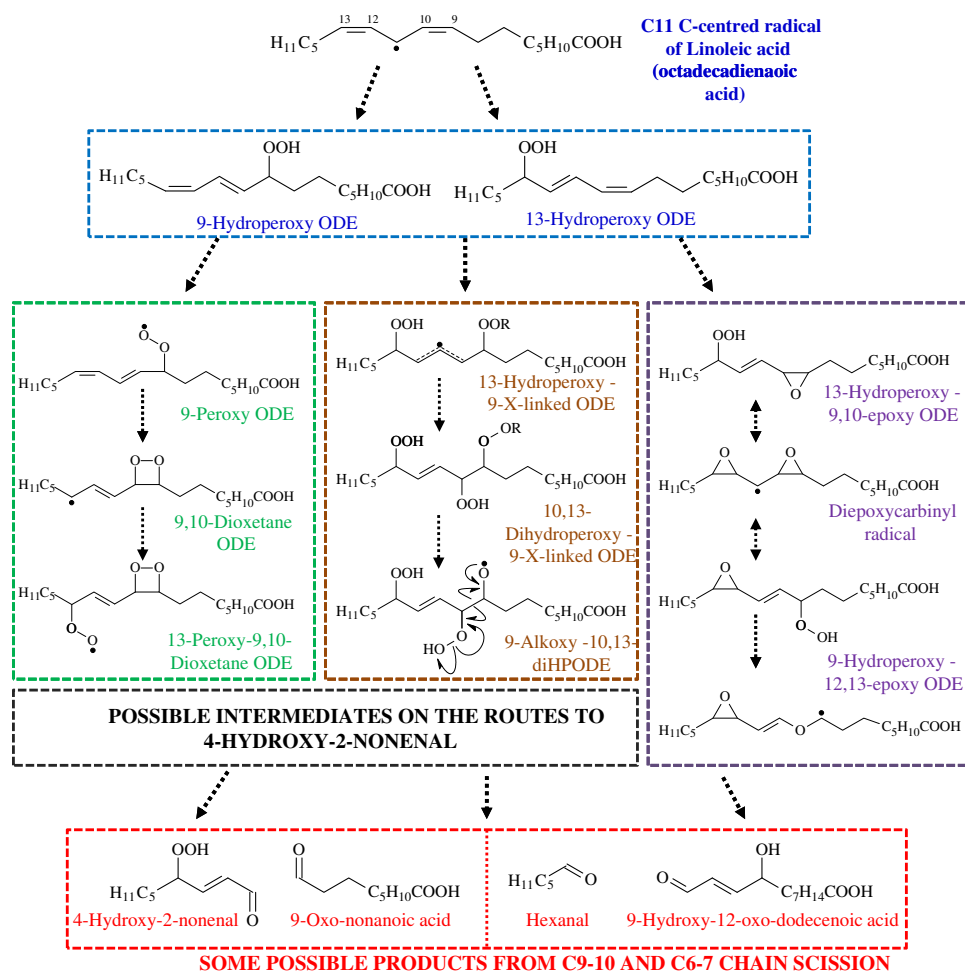 13 12 10 9
H11C5 C5H10COOH
•
C11 C-centred radical
of Linoleic acid
(octadecadienaoic
acid)
OOH
H11C5 C5H10COOH
9-Hydroperoxy ODE
OOH
H11C5 C5H10COOH
13-Hydroperoxy ODE
O•
O
H11C5 C5H10COOH
9-Peroxy ODE
O-O
H11C5 • C5H10COOH
9,10-Dioxetane
ODE
O-O
H11C5 C5H10COOH
O
O•
13-Peroxy-9,10-
Dioxetane ODE
OOH OOR
H11C5 • C5H10COOH
13-Hydroperoxy -
9-X-linked ODE
OOH O OR
H11C5 C5H10COOH
OOH
10,13-
Dihydroperoxy -
9-X-linked ODE
OOH O•
H11C5 C5H10COOH
O
HO
9-Alkoxy -10,13-
diHPODE
OOH
H11C5 O C5H10COOH
13-Hydroperoxy -
9,10-epoxy ODE
O O
H11C5 • C5H10COOH
Diepoxycarbinyl
radical
O
H11C5 C5H10COOH
O
OH
9-Hydroperoxy -
12,13-epoxy ODE
O •
H11C5 O C5H10COOH
POSSIBLE INTERMEDIATES ON THE ROUTES TO
4-HYDROXY-2-NONENAL
OOH
H11C5
O
4-Hydroxy-2-nonenal
O
C5H10COOH
9-Oxo-nonanoic acid
H11C5 O
Hexanal
OH
O C7H14COOH
9-Hydroxy-12-oxo-dodecenoic acid
SOME POSSIBLE PRODUCTS FROM C9-10 AND C6-7 CHAIN SCISSION